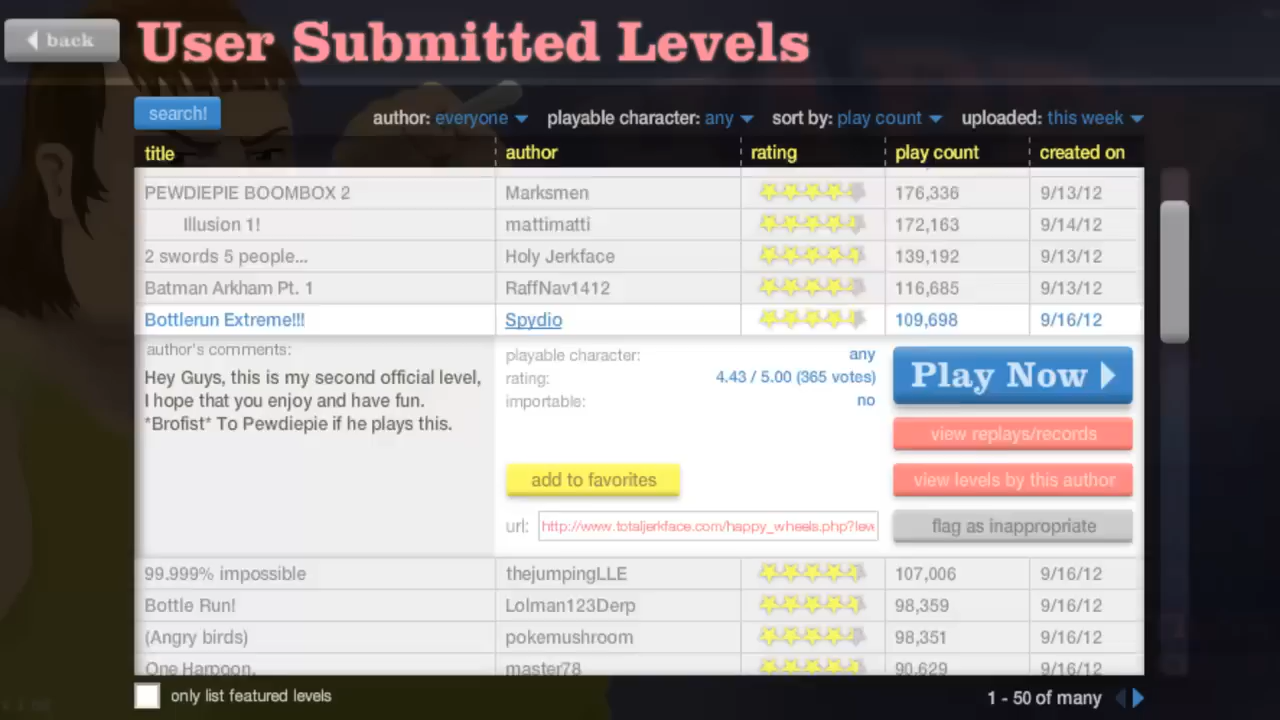 back
User Submitted Levels
search!
author: everyone playable character: any sort by: play count uploaded: this week
title author rating play count created on
PEWDIEPIE BOOMBOX 2 Marksmen 176,336 9/13/12
Illusion 1! mattimatti 172,163 9/14/12
2 swords 5 people... Holy Jerkface 139,192 9/13/12
Batman Arkham Pt. 1 RaffNav1412 116,685 9/13/12
Bottlerun Extreme!!! Spydio 109,698 9/16/12
author's comments:
Hey Guys, this is my second official level,
I hope that you enjoy and have fun.
*Brofist* To Pewdiepie if he plays this.
playable character: any
rating: 4.43 / 5.00 (365 votes)
importable: no
add to favorites
url: http://www.totaljerkface.com/happy_wheels.php?lev
Play Now
view replays/records
view levels by this author
flag as inappropriate
99.999% impossible thejumpingLLE 107,006 9/16/12
Bottle Run! Lolman123Derp 98,359 9/16/12
(Angry birds) pokemushroom 98,351 9/16/12
One Harpoon. master78 90,629 9/16/12
only list featured levels
1 - 50 of many